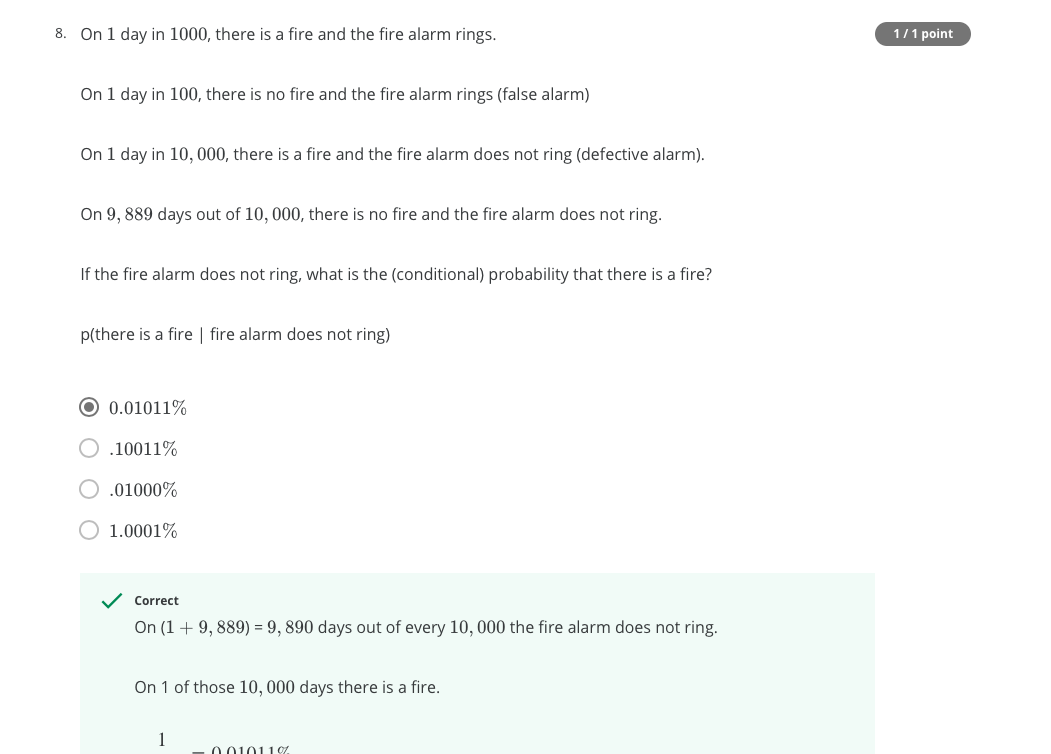 8. On 1 day in 1000, there is a fire and the fire alarm rings.
1 / 1 point
On 1 day in 100, there is no fire and the fire alarm rings (false alarm)
On 1 day in 10, 000, there is a fire and the fire alarm does not ring (defective alarm).
On 9, 889 days out of 10, 000, there is no fire and the fire alarm does not ring.
If the fire alarm does not ring, what is the (conditional) probability that there is a fire?
p(there is a fire | fire alarm does not ring)
0.01011%
.10011%
.01000%
1.0001%
Correct
On (1 + 9, 889) = 9, 890 days out of every 10, 000 the fire alarm does not ring.
On 1 of those 10, 000 days there is a fire.
1
= 0.01011%